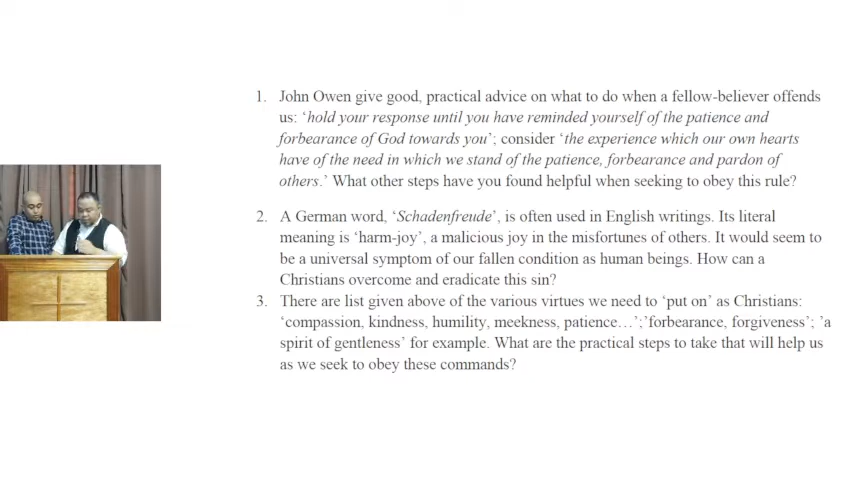 1. John Owen give good, practical advice on what to do when a fellow-believer offends
us: ‘hold your response until you have reminded yourself of the patience and
forbearance of God towards you’; consider ‘the experience which our own hearts
have of the need in which we stand of the patience, forbearance and pardon of
others.’ What other steps have you found helpful when seeking to obey this rule?
2. A German word, ‘Schadenfreude’, is often used in English writings. Its literal
meaning is ‘harm-joy’, a malicious joy in the misfortunes of others. It would seem to
be a universal symptom of our fallen condition as human beings. How can a
Christians overcome and eradicate this sin?
3. There are list given above of the various virtues we need to ‘put on’ as Christians:
‘compassion, kindness, humility, meekness, patience…’;’forbearance, forgiveness’; ’a
spirit of gentleness’ for example. What are the practical steps to take that will help us
as we seek to obey these commands?